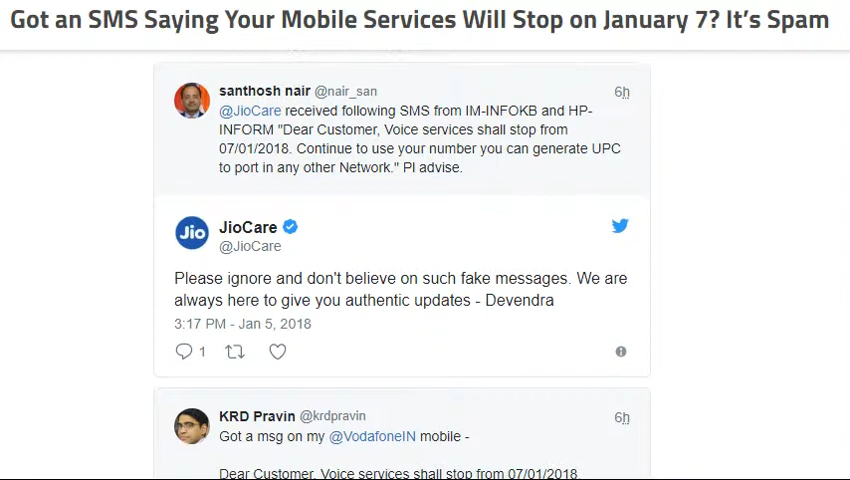 Got an SMS Saying Your Mobile Services Will Stop on January 7? It's Spam
santhosh nair @nair_san 6h
@JioCare received following SMS from IM-INFOKB and HP-
INFORM "Dear Customer, Voice services shall stop from
07/01/2018. Continue to use your number you can generate UPC
to port in any other Network." Pl advise.
Jio
JioCare
@JioCare
Please ignore and don't believe on such fake messages. We are
always here to give you authentic updates - Devendra
3:17 PM - Jan 5, 2018
1
KRD Pravin @krdpravin 6h
Got a msg on my @VodafoneIN mobile -
Dear Customer, Voice services shall stop from 07/01/2018.